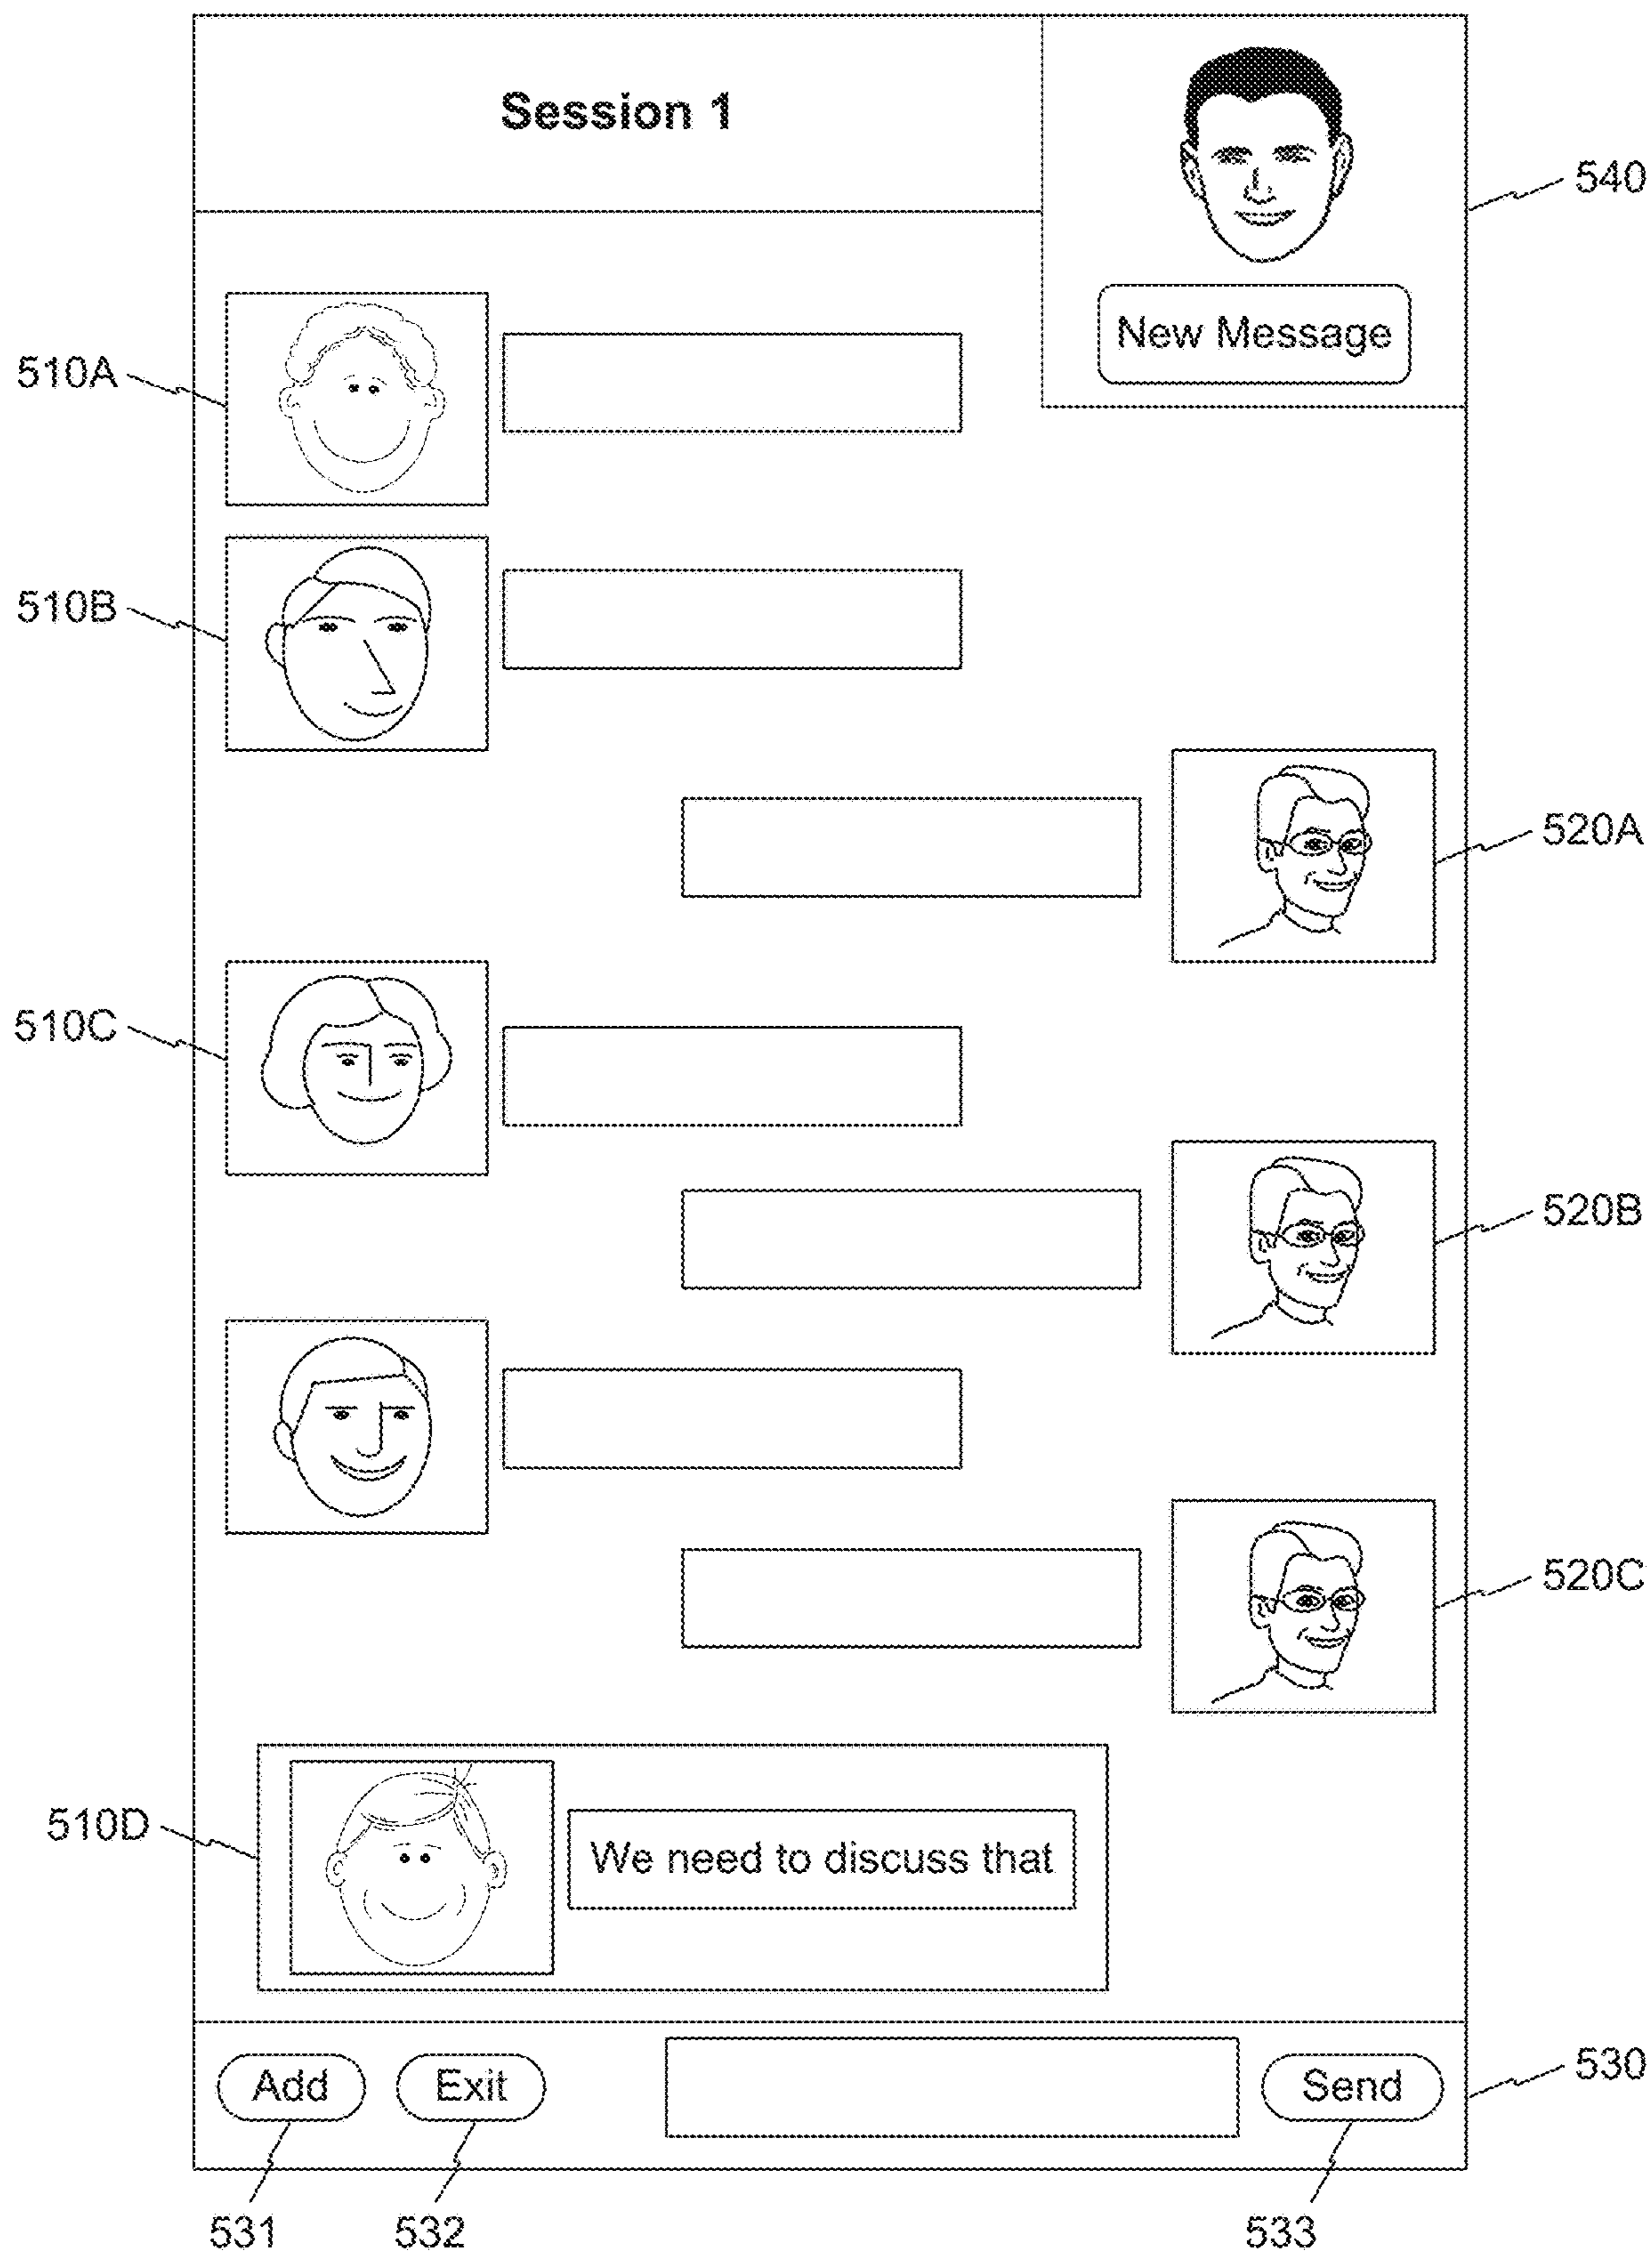 Session 1
540
New Message
510A
510B
520A
510C
520B
520C
510D
We need to discuss that
530
Add
Exit
Send
531
532
533